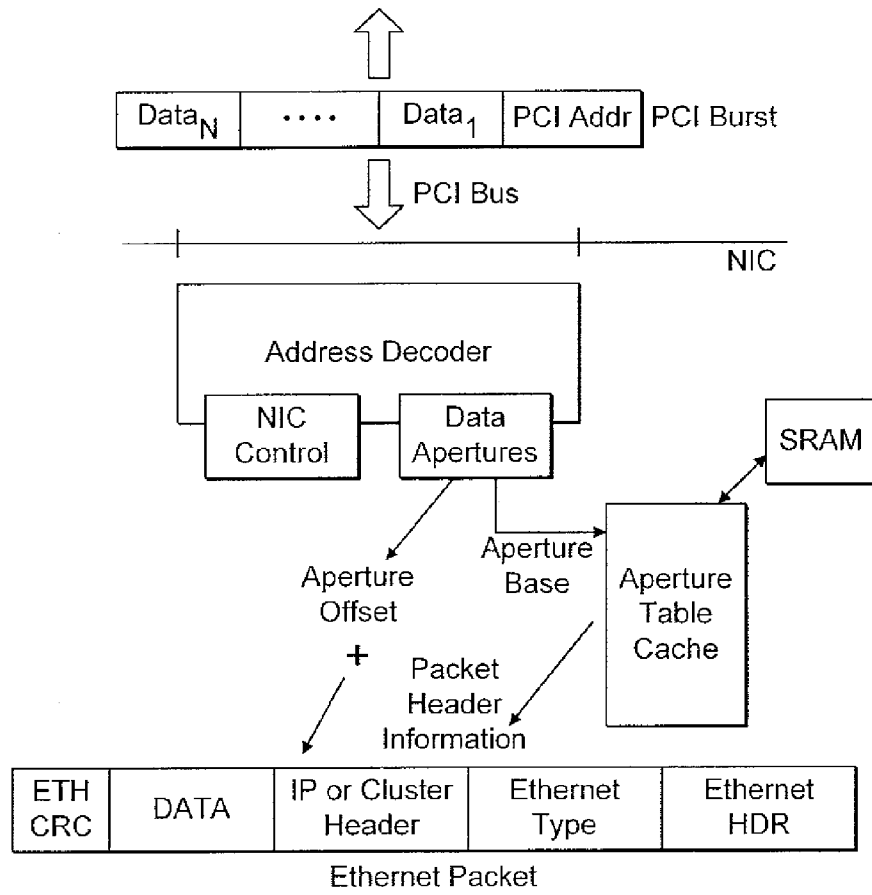 Data_N .... Data_1 PCI Addr PCI Burst
PCI Bus
NIC
Address Decoder
NIC
Control
Data
Apertures
SRAM
Aperture
Base
Aperture
Table
Cache
Aperture
Offset
+
Packet
Header
Information
ETH
CRC
DATA
IP or Cluster
Header
Ethernet
Type
Ethernet
HDR
Ethernet Packet